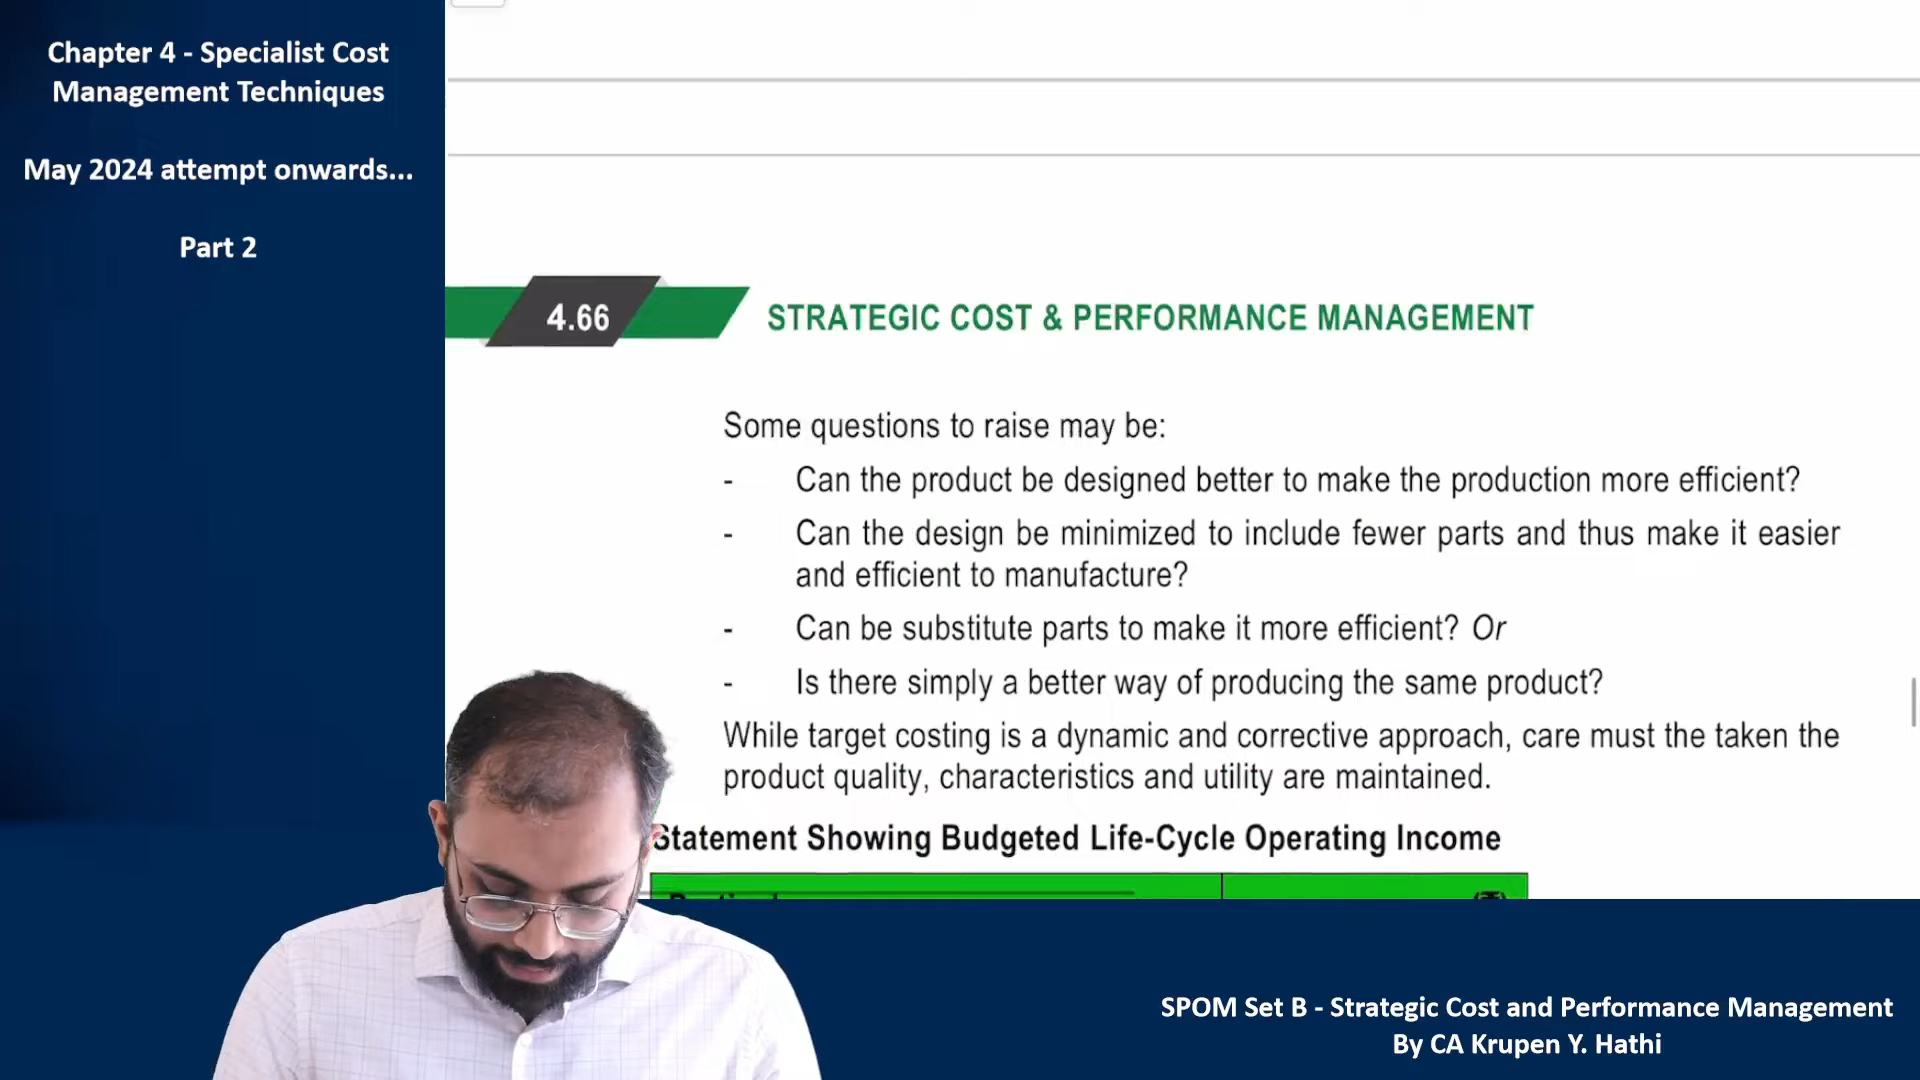 Chapter 4 - Specialist Cost
Management Techniques
May 2024 attempt onwards...
Part 2
4.66
STRATEGIC COST & PERFORMANCE MANAGEMENT
Some questions to raise may be:
- Can the product be designed better to make the production more efficient?
- Can the design be minimized to include fewer parts and thus make it easier
and efficient to manufacture?
- Can be substitute parts to make it more efficient? Or
- Is there simply a better way of producing the same product?
While target costing is a dynamic and corrective approach, care must the taken the
product quality, characteristics and utility are maintained.
Statement Showing Budgeted Life-Cycle Operating Income
SPOM Set B - Strategic Cost and Performance Management
By CA Krupen Y. Hathi